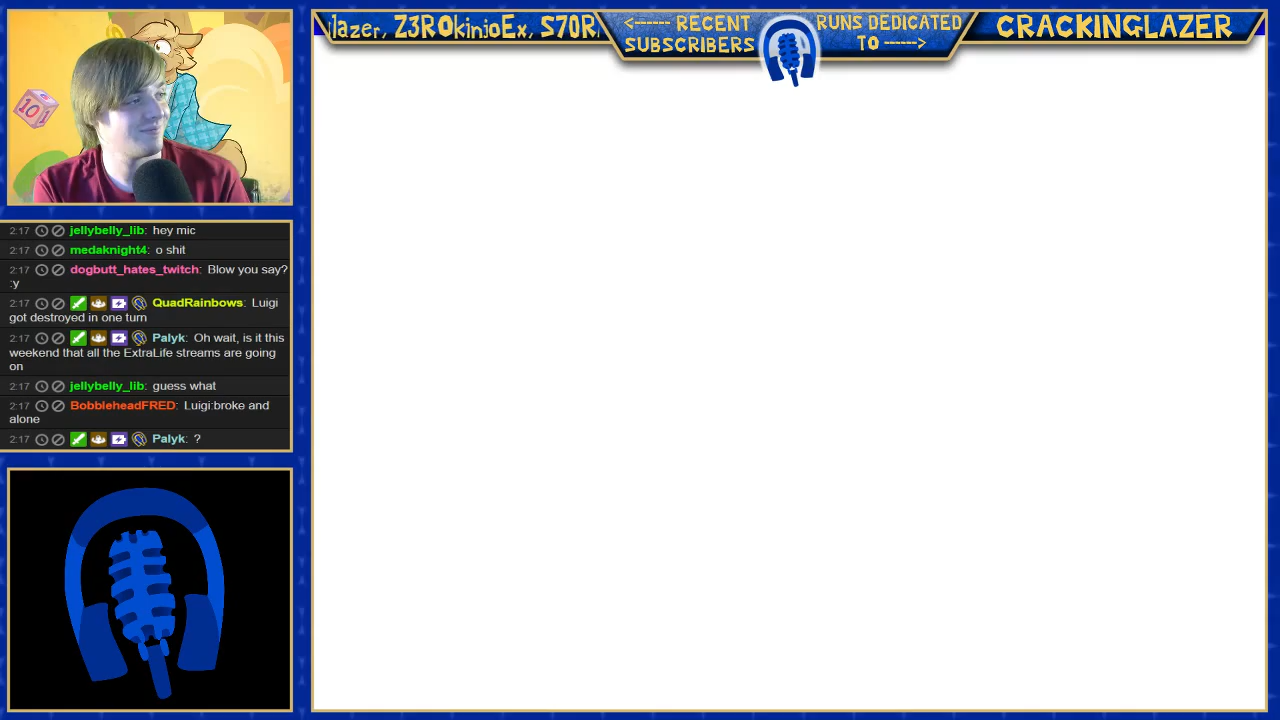 lazer, Z3R0kinjoEx, S70R
<----- RECENT
SUBSCRIBERS
RUNS DEDICATED
TO ----->
CRACKINGLAZER
10 1
2:17 jellybelly_lib: hey mic
2:17 medaknight4: o shit
2:17 dogbutt_hates_twitch: Blow you say?
:y
2:17 QuadRainbows: Luigi
got destroyed in one turn
2:17 Palyk: Oh wait, is it this
weekend that all the ExtraLife streams are going
on
2:17 jellybelly_lib: guess what
2:17 BobbleheadFRED: Luigi:broke and
alone
2:17 Palyk: ?